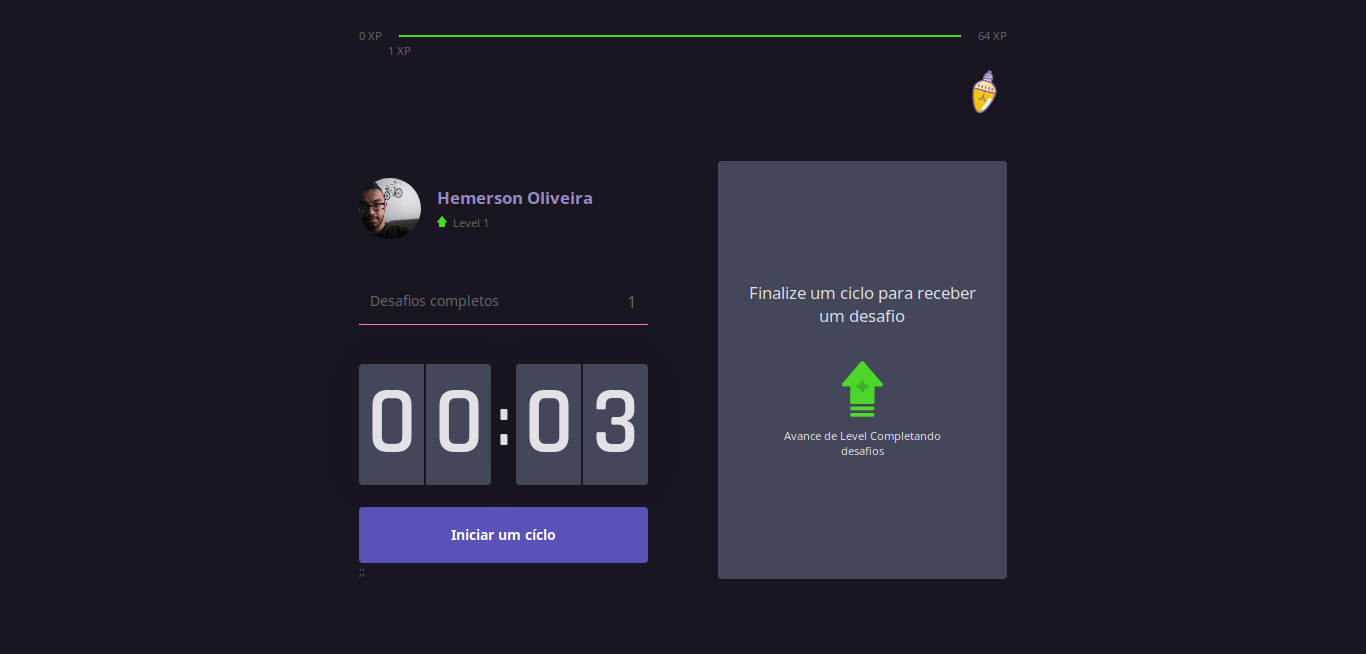 0 XP
64 XP
1 XP
Hemerson Oliveira
Level 1
Desafios completos
1
00:03
Iniciar um cíclo
;;
Finalize um ciclo para receber
um desafio
Avance de Level Completando
desafios